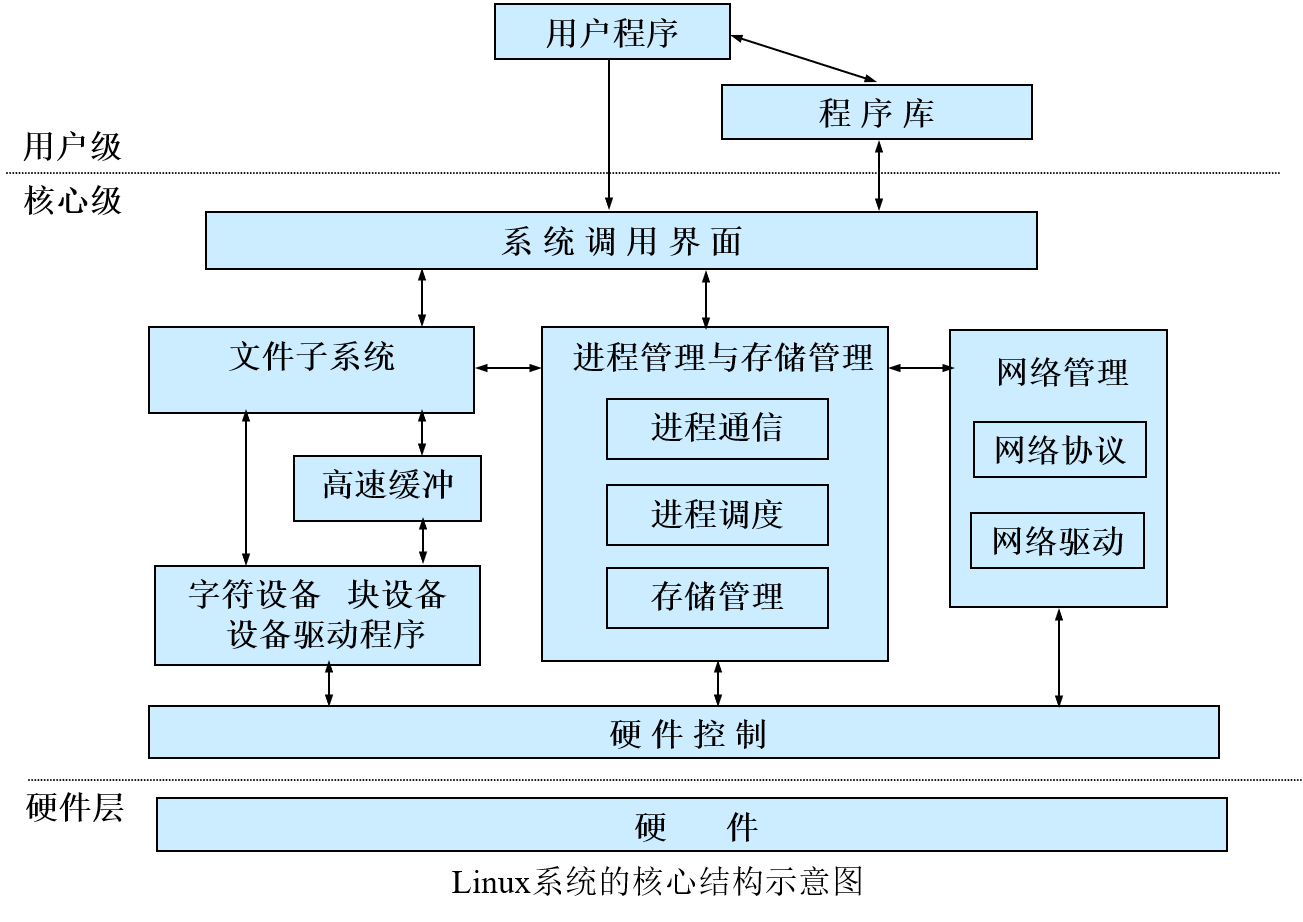 用户程序
程 序 库
用户级
核心级
系 统 调 用 界 面
文件子系统
进程管理与存储管理
网络管理
进程通信
网络协议
高速缓冲
进程调度
网络驱动
字符设备 块设备
设备驱动程序
存储管理
硬 件 控 制
硬件层
硬 件
Linux系统的核心结构示意图